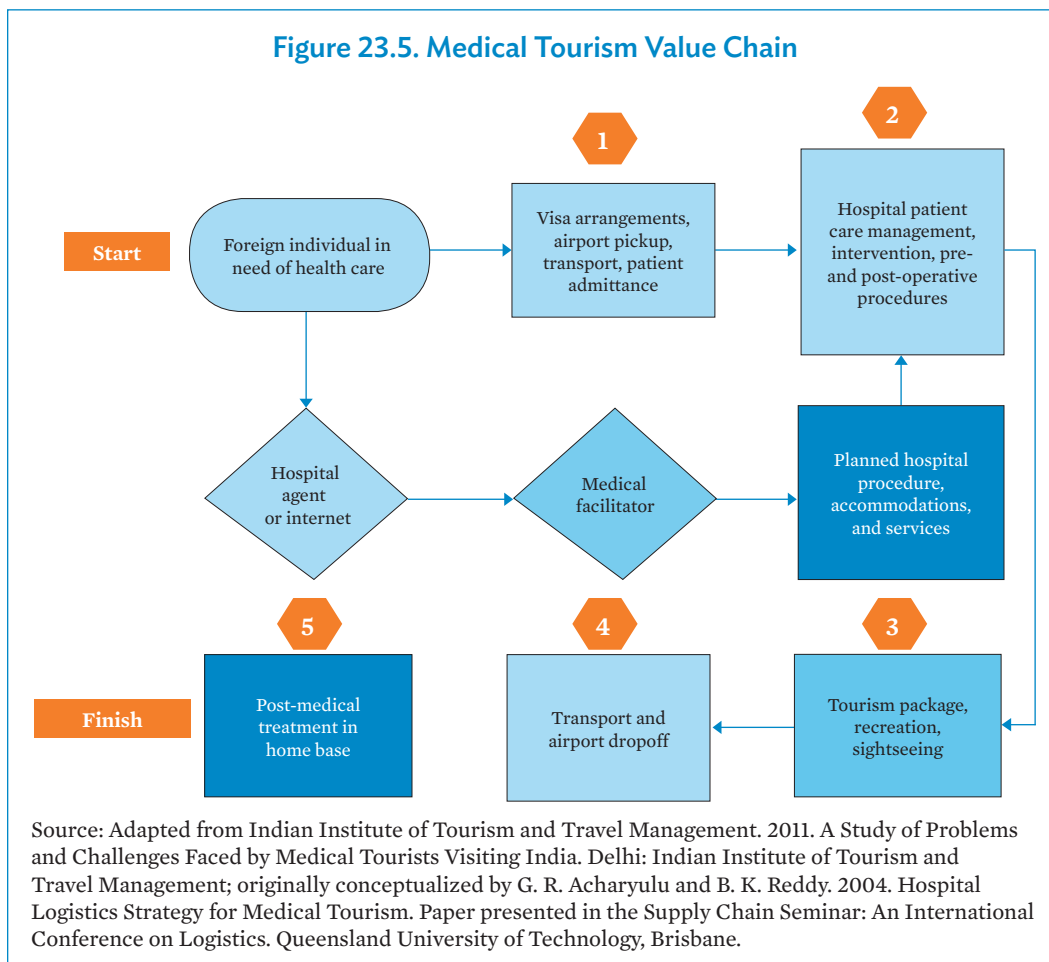 Figure 23.5. Medical Tourism Value Chain
1
2
Start
Foreign individual in
need of health care
Visa arrangements,
airport pickup,
transport, patient
admittance
Hospital patient
care management,
intervention, pre-
and post-operative
procedures
Hospital
agent
or internet
Medical
facilitator
Planned hospital
procedure,
accommodations,
and services
5
4
3
Finish
Post-medical
treatment in
home base
Transport and
airport dropoff
Tourism package,
recreation,
sightseeing
Source: Adapted from Indian Institute of Tourism and Travel Management. 2011. A Study of Problems
and Challenges Faced by Medical Tourists Visiting India. Delhi: Indian Institute of Tourism and
Travel Management; originally conceptualized by G. R. Acharyulu and B. K. Reddy. 2004. Hospital
Logistics Strategy for Medical Tourism. Paper presented in the Supply Chain Seminar: An International
Conference on Logistics. Queensland University of Technology, Brisbane.